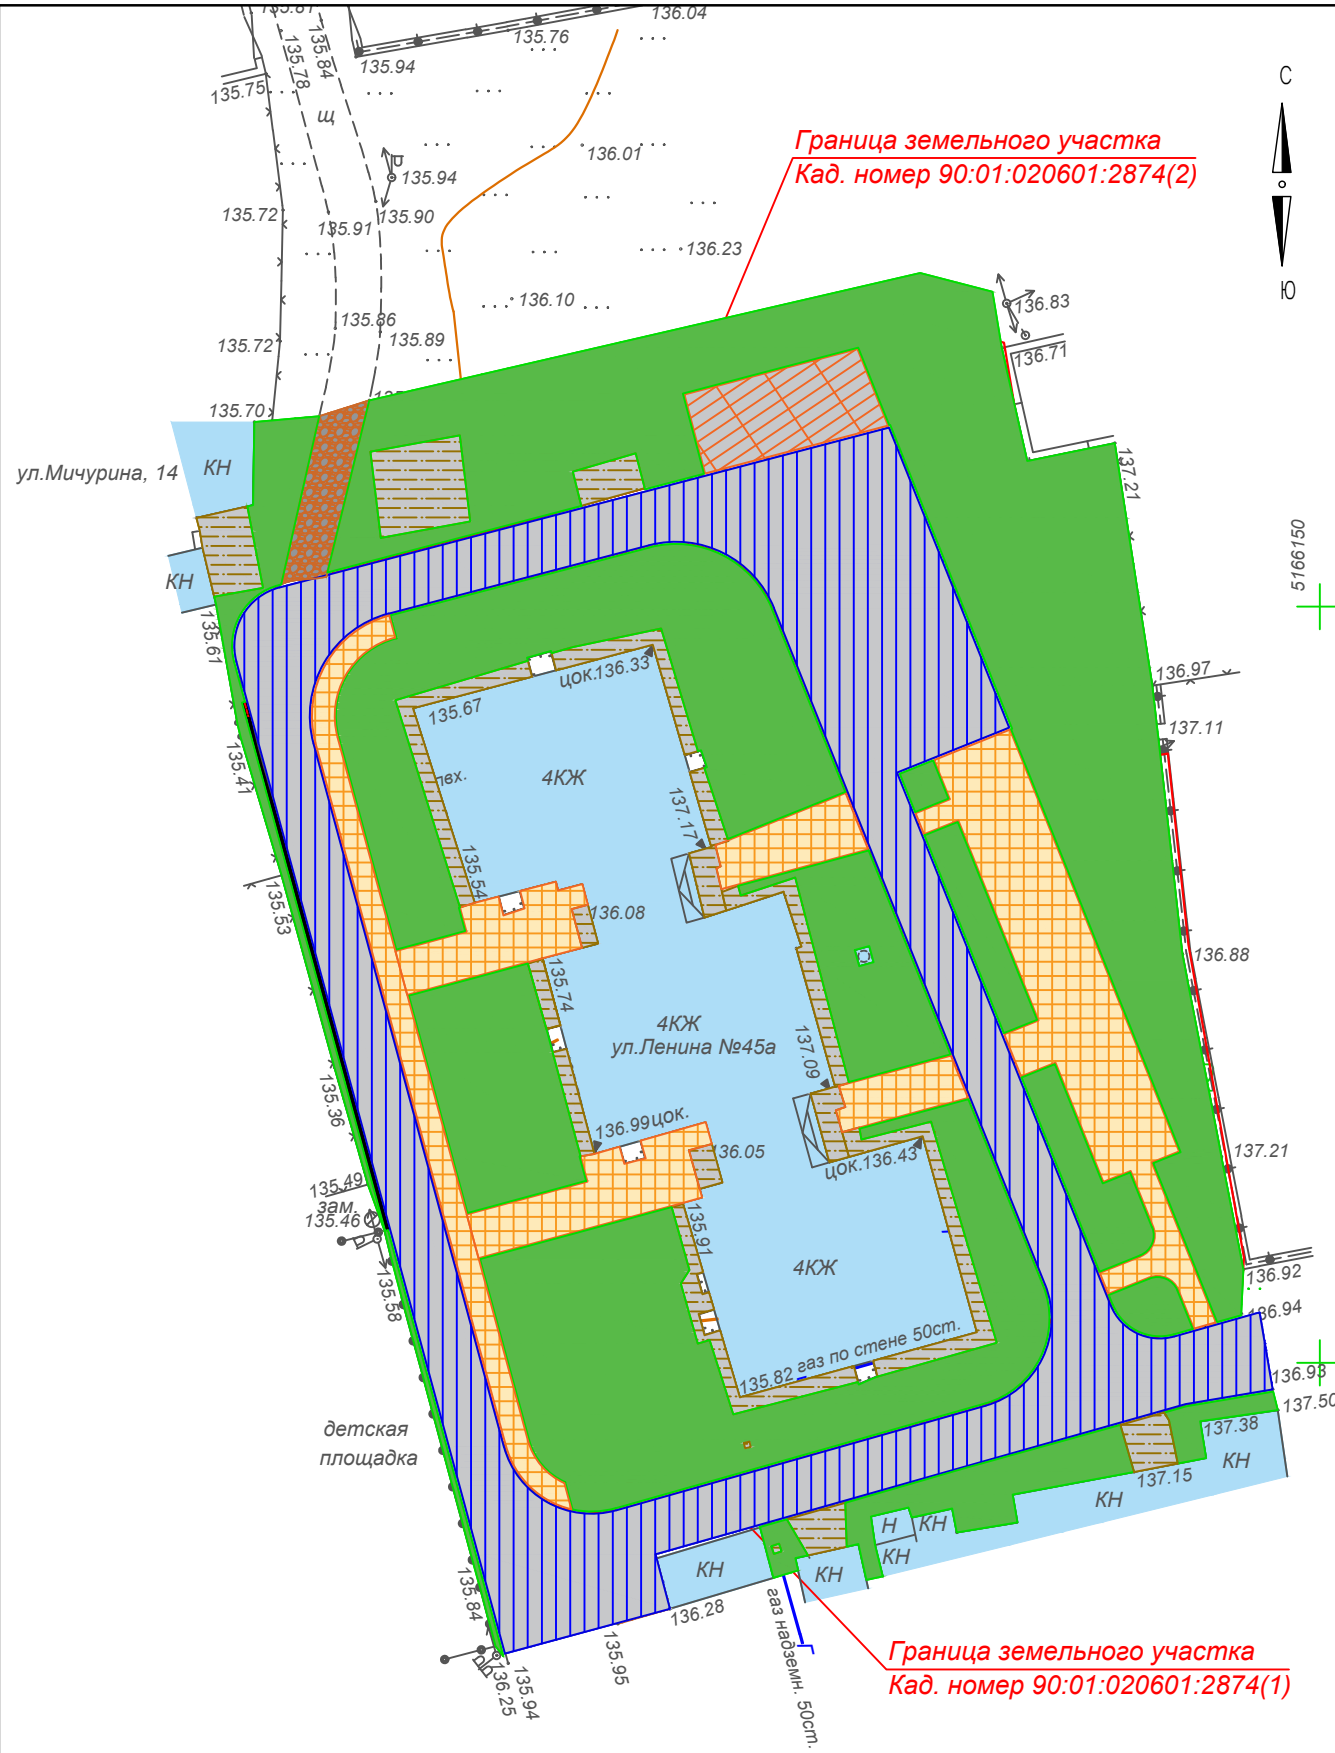 135.81
136.04
135.84
135.78
135.76
135.94
135.75
С
щ
Граница земельного участка
Кад. номер 90:01:020601:2874(2)
136.01
135.94
135.72
135.90
135.91
136.23
Ю
136.10
136.83
135.86
135.89
135.72
136.71
135.70
ул.Мичурина, 14
КН
137.21
5166150
КН
135.61
цок.136.33
136.97
135.67
137.11
135.41
4КЖ
137.17
135.54
136.08
135.53
136.88
135.74
4КЖ
ул.Ленина №45а
137.09
135.36
136.99 цок.
136.05
цок.136.43
137.21
135.49
зам.
135.46
135.91
4КЖ
136.92
135.58
136.94
газ по стене 50ст.
135.82
136.93
137.50
детская
площадка
137.38
КН
137.15
КН
Н
КН
КН
КН
КН
135.84
136.28
газ надземн. 50ст.
135.95
Граница земельного участка
Кад. номер 90:01:020601:2874(1)
136.25
135.94